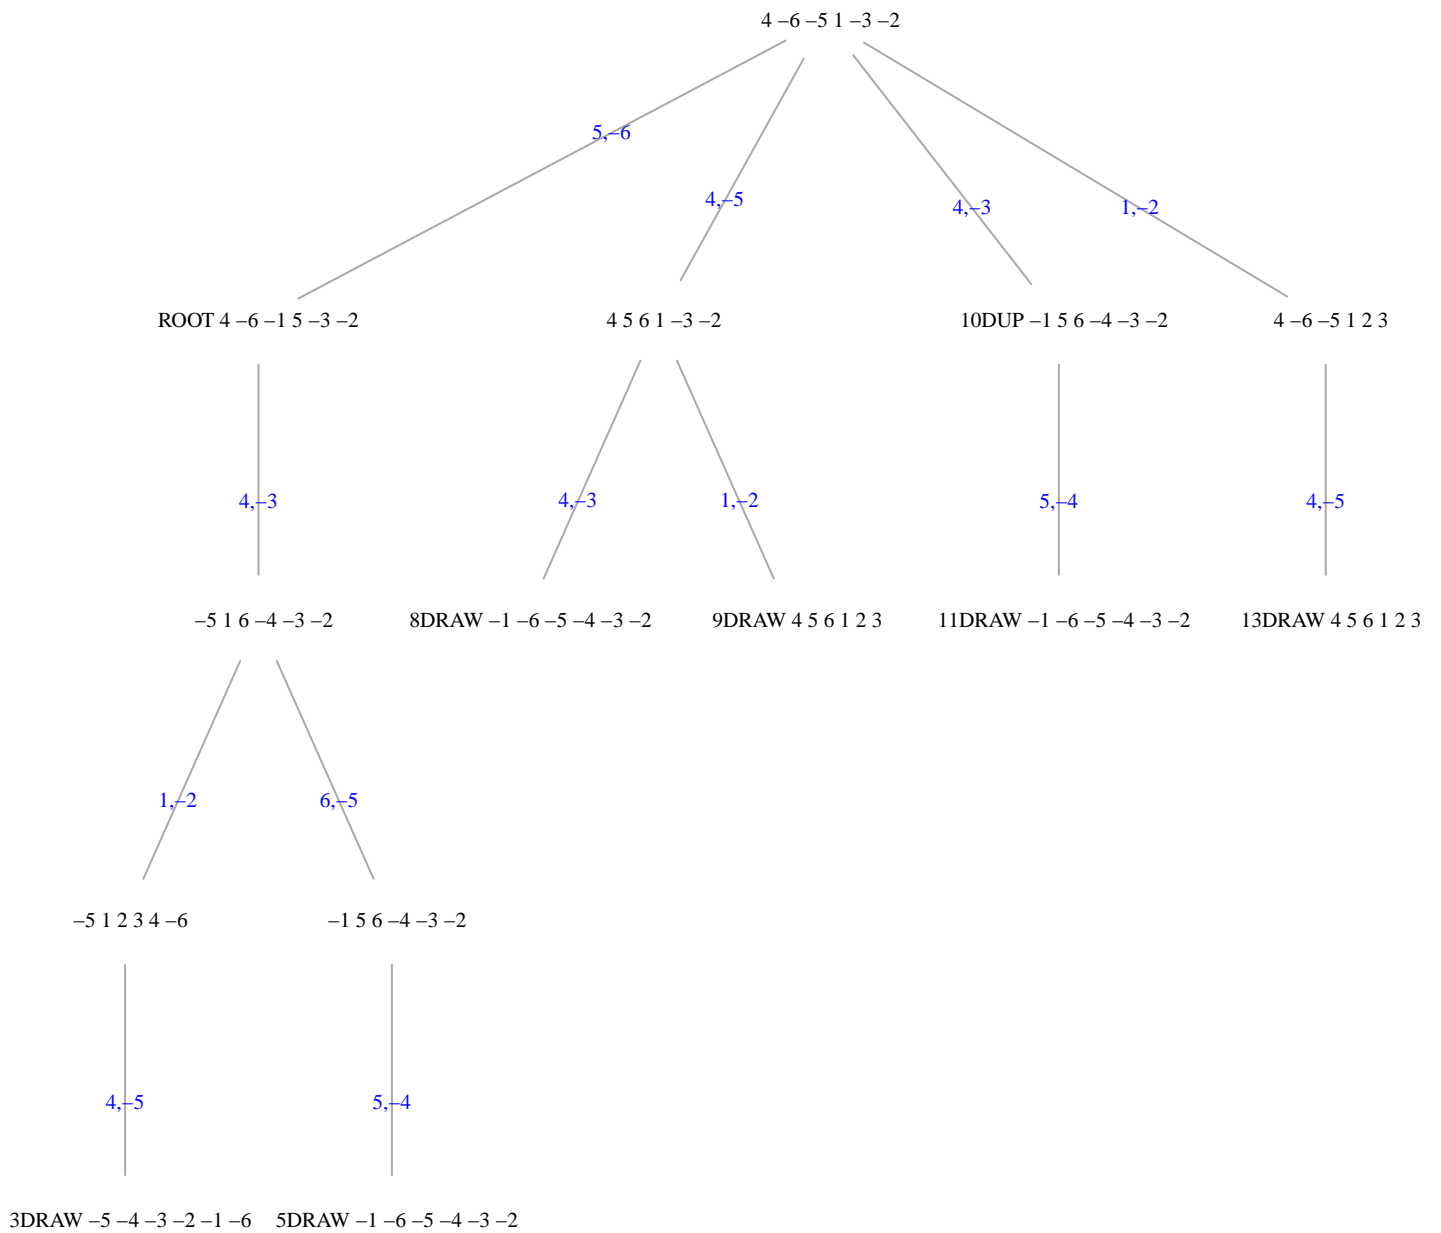 4 –6 –5 1 –3 –2
5,–6
4,–5
4,–3
1,–2
ROOT 4 –6 –1 5 –3 –2
4 5 6 1 –3 –2
10DUP –1 5 6 –4 –3 –2
4 –6 –5 1 2 3
4,–3
4,–3
1,–2
5,–4
4,–5
–5 1 6 –4 –3 –2
8DRAW –1 –6 –5 –4 –3 –2
9DRAW 4 5 6 1 2 3
11DRAW –1 –6 –5 –4 –3 –2
13DRAW 4 5 6 1 2 3
1,–2
6,–5
–5 1 2 3 4 –6
–1 5 6 –4 –3 –2
4,–5
5,–4
3DRAW –5 –4 –3 –2 –1 –6
5DRAW –1 –6 –5 –4 –3 –2